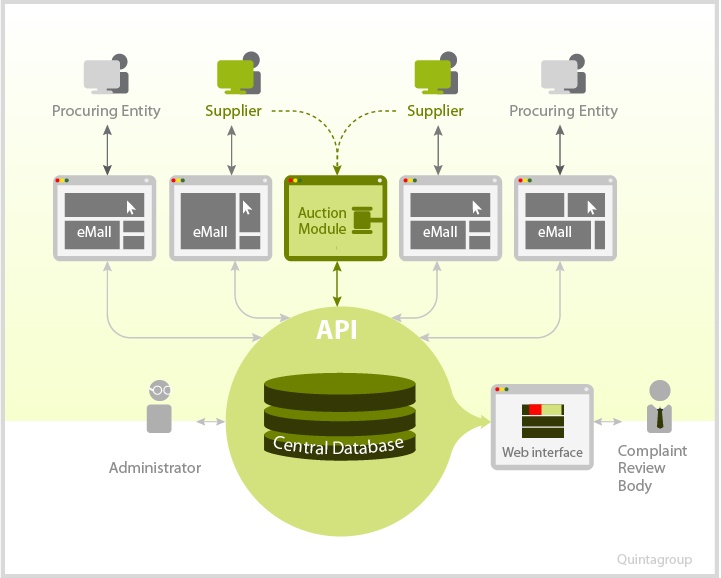 Procuring Entity
Supplier
Supplier
Procuring Entity
eMall
eMall
Auction
Module
eMall
eMall
API
Central Database
Administrator
Web interface
Complaint
Review
Body
Quintagroup